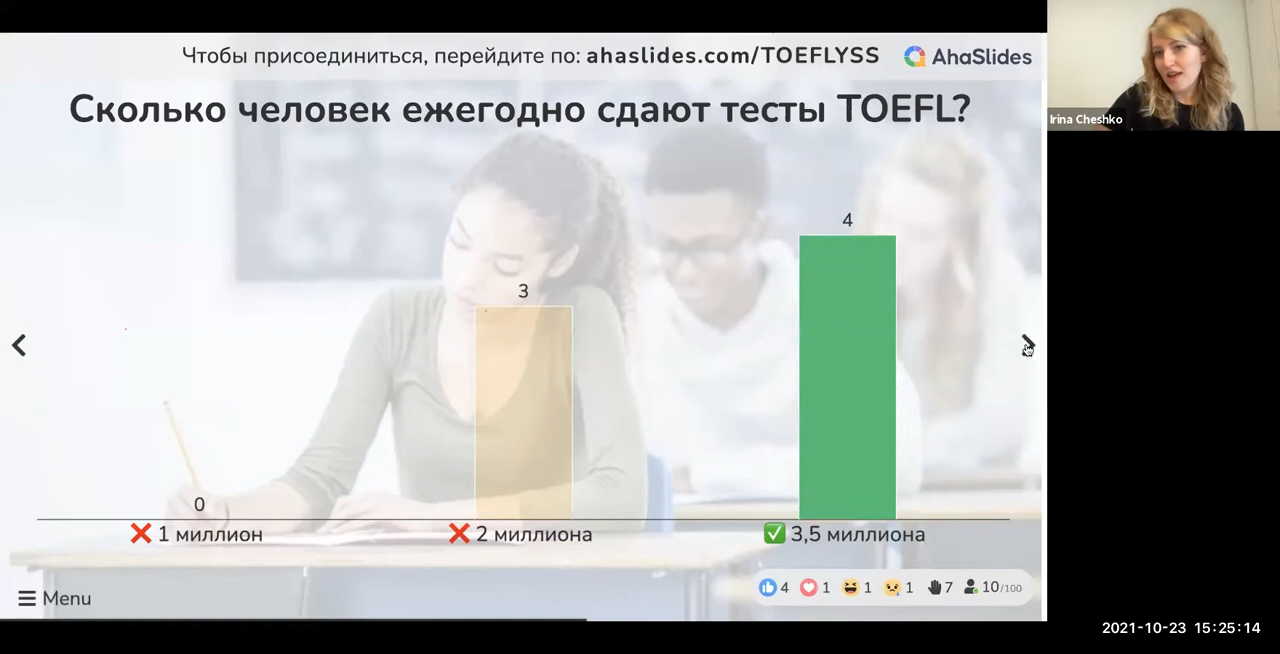 Чтобы присоединиться, перейдите по: ahaslides.com/TOEFLYSS AhaSlides
Irina Cheshko
Сколько человек ежегодно сдают тесты TOEFL?
4
3
0
❌ 1 миллион ❌ 2 миллиона ✅ 3,5 миллиона
4 1 1 1 7 10/100
Menu
2021-10-23 15:25:14